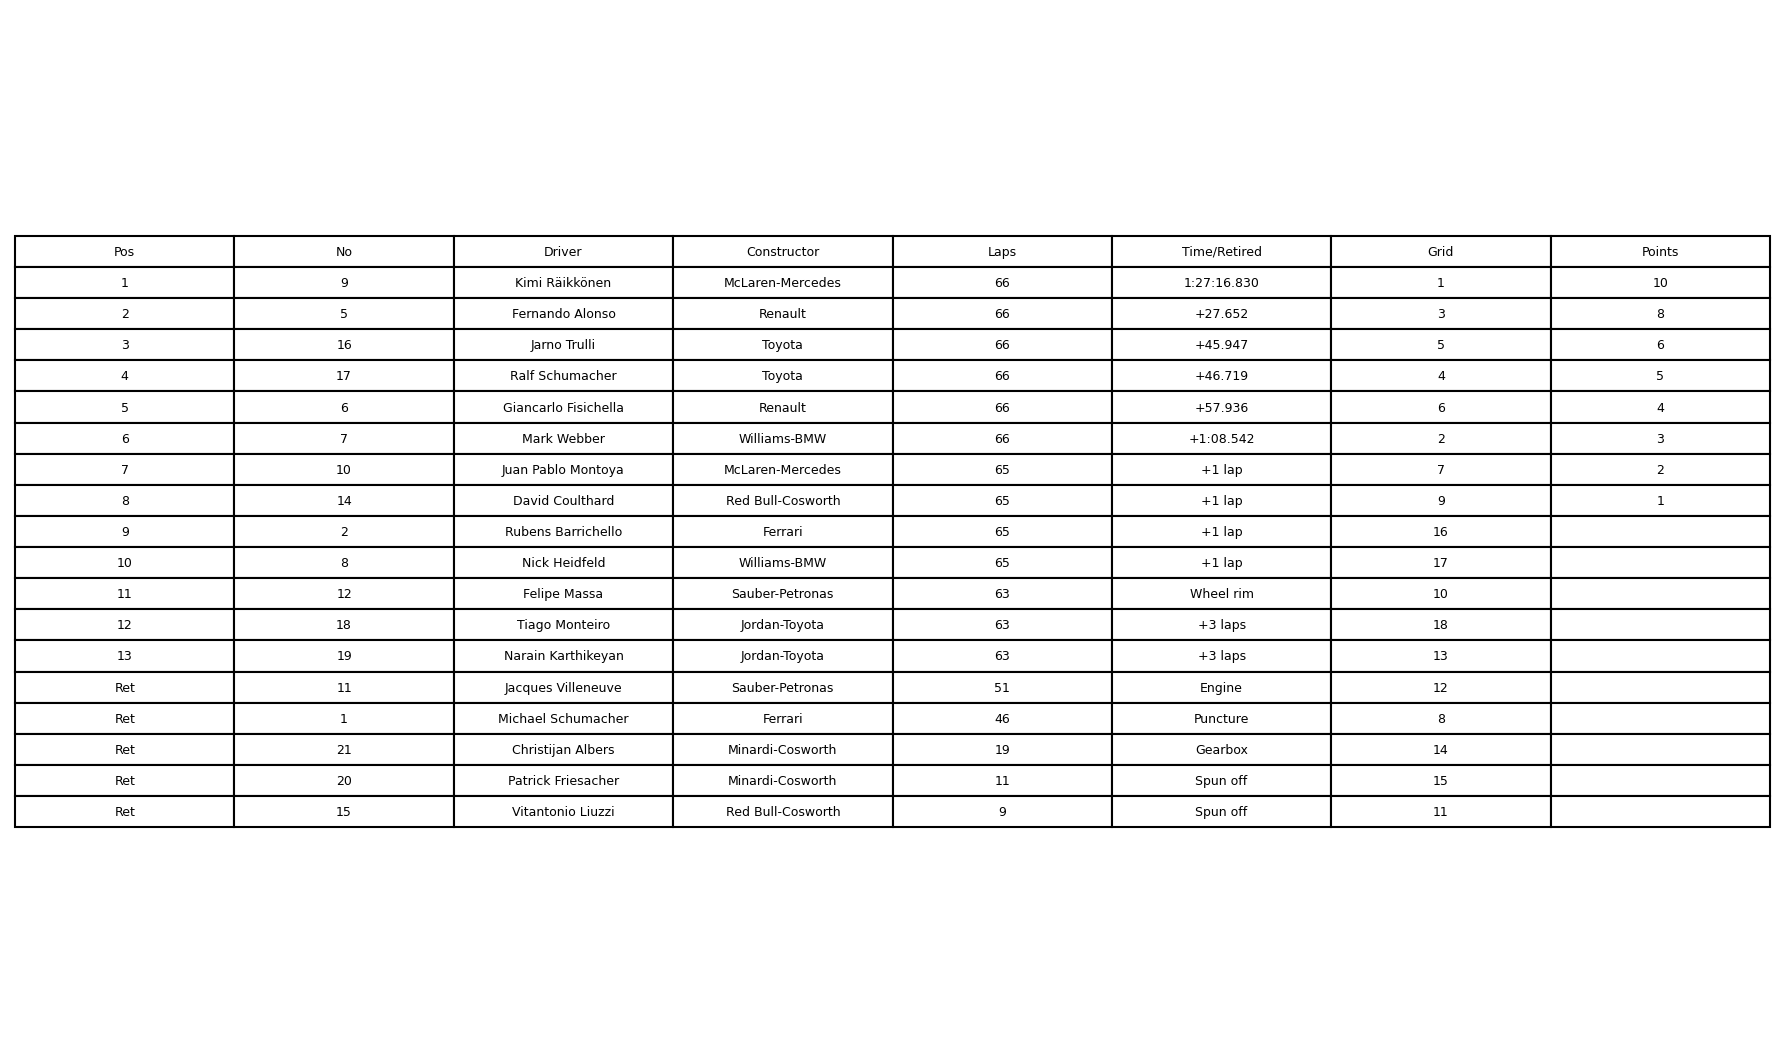 Pos No Driver Constructor Laps Time/Retired Grid Points
1 9 Kimi Räikkönen McLaren-Mercedes 66 1:27:16.830 1 10
2 5 Fernando Alonso Renault 66 +27.652 3 8
3 16 Jarno Trulli Toyota 66 +45.947 5 6
4 17 Ralf Schumacher Toyota 66 +46.719 4 5
5 6 Giancarlo Fisichella Renault 66 +57.936 6 4
6 7 Mark Webber Williams-BMW 66 +1:08.542 2 3
7 10 Juan Pablo Montoya McLaren-Mercedes 65 +1 lap 7 2
8 14 David Coulthard Red Bull-Cosworth 65 +1 lap 9 1
9 2 Rubens Barrichello Ferrari 65 +1 lap 16
10 8 Nick Heidfeld Williams-BMW 65 +1 lap 17
11 12 Felipe Massa Sauber-Petronas 63 Wheel rim 10
12 18 Tiago Monteiro Jordan-Toyota 63 +3 laps 18
13 19 Narain Karthikeyan Jordan-Toyota 63 +3 laps 13
Ret 11 Jacques Villeneuve Sauber-Petronas 51 Engine 12
Ret 1 Michael Schumacher Ferrari 46 Puncture 8
Ret 21 Christijan Albers Minardi-Cosworth 19 Gearbox 14
Ret 20 Patrick Friesacher Minardi-Cosworth 11 Spun off 15
Ret 15 Vitantonio Liuzzi Red Bull-Cosworth 9 Spun off 11